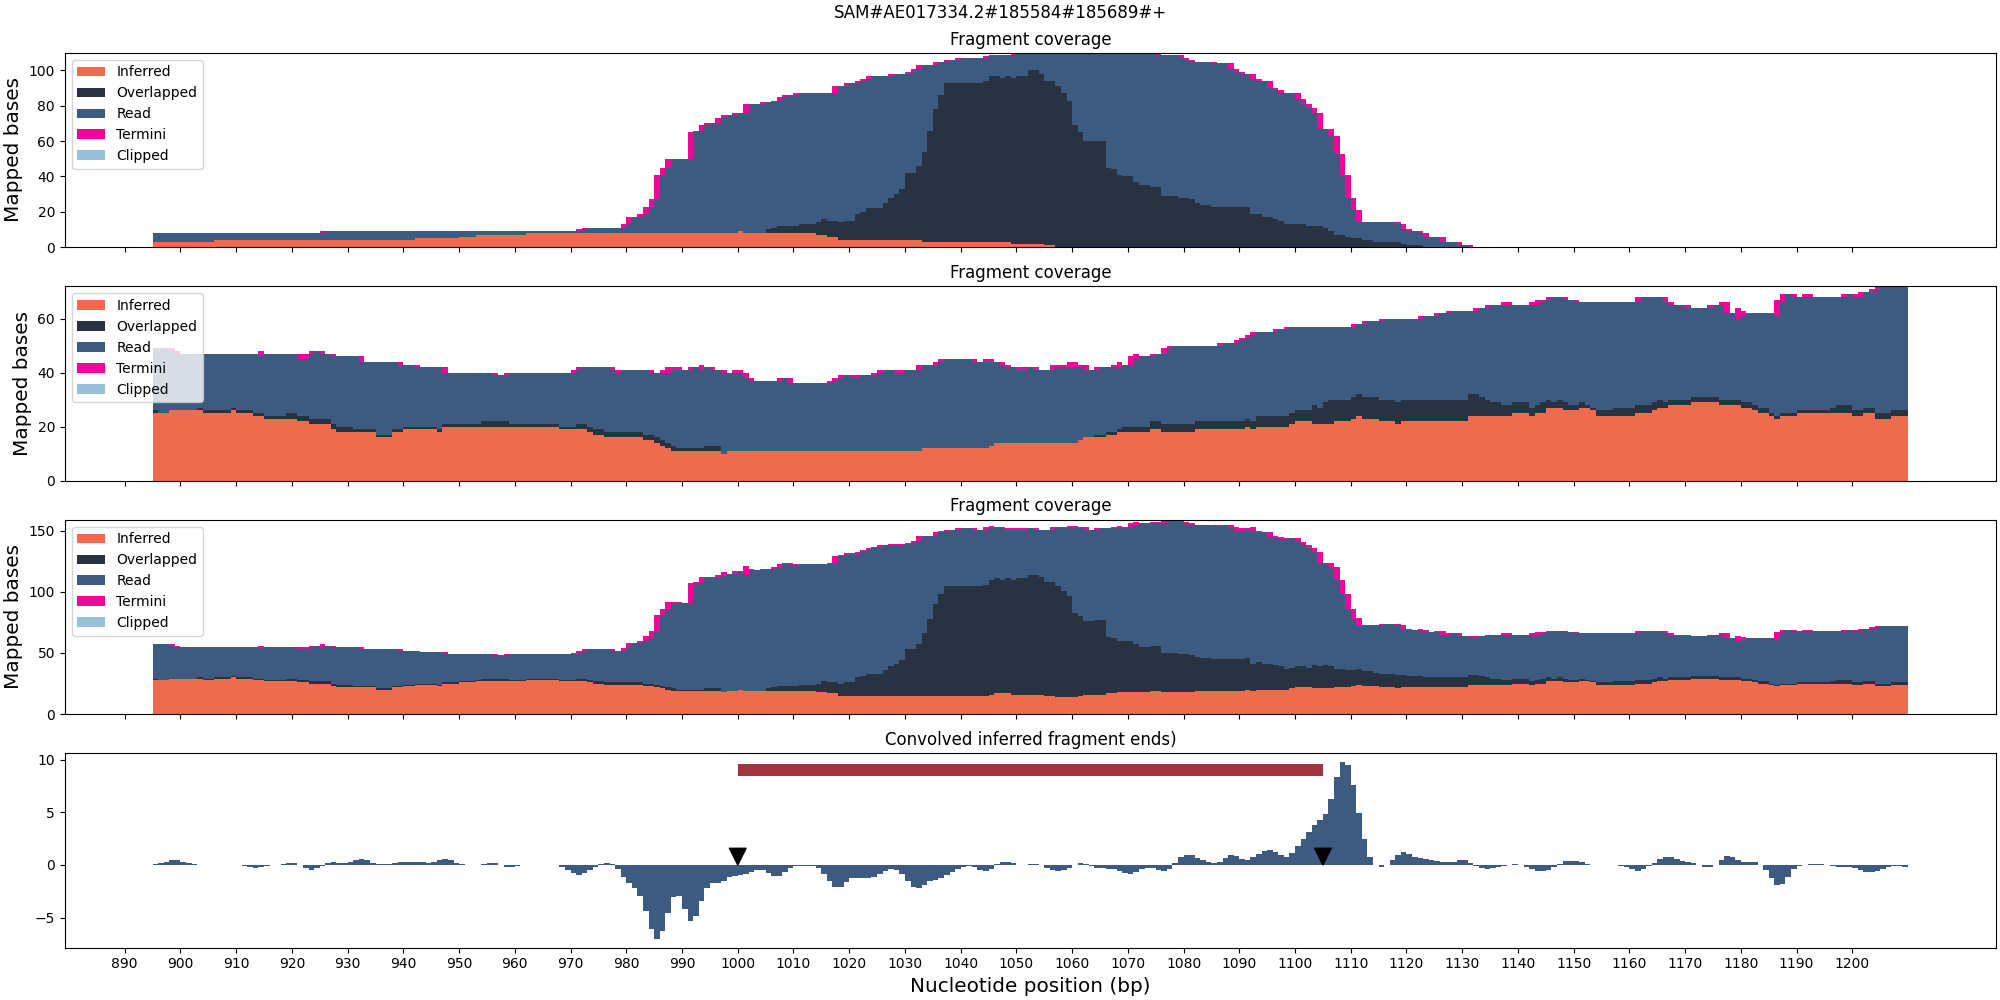 SAM#AE017334.2#185584#185689#+
Fragment coverage
Mapped bases
100
80
60
40
20
0
Inferred
Overlapped
Read
Termini
Clipped
Fragment coverage
Mapped bases
60
40
20
0
Inferred
Overlapped
Read
Termini
Clipped
Fragment coverage
Mapped bases
150
100
50
0
Inferred
Overlapped
Read
Termini
Clipped
Convolved inferred fragment ends)
10
5
0
−5
890 900 910 920 930 940 950 960 970 980 990 1000 1010 1020 1030 1040 1050 1060 1070 1080 1090 1100 1110 1120 1130 1140 1150 1160 1170 1180 1190 1200
Nucleotide position (bp)